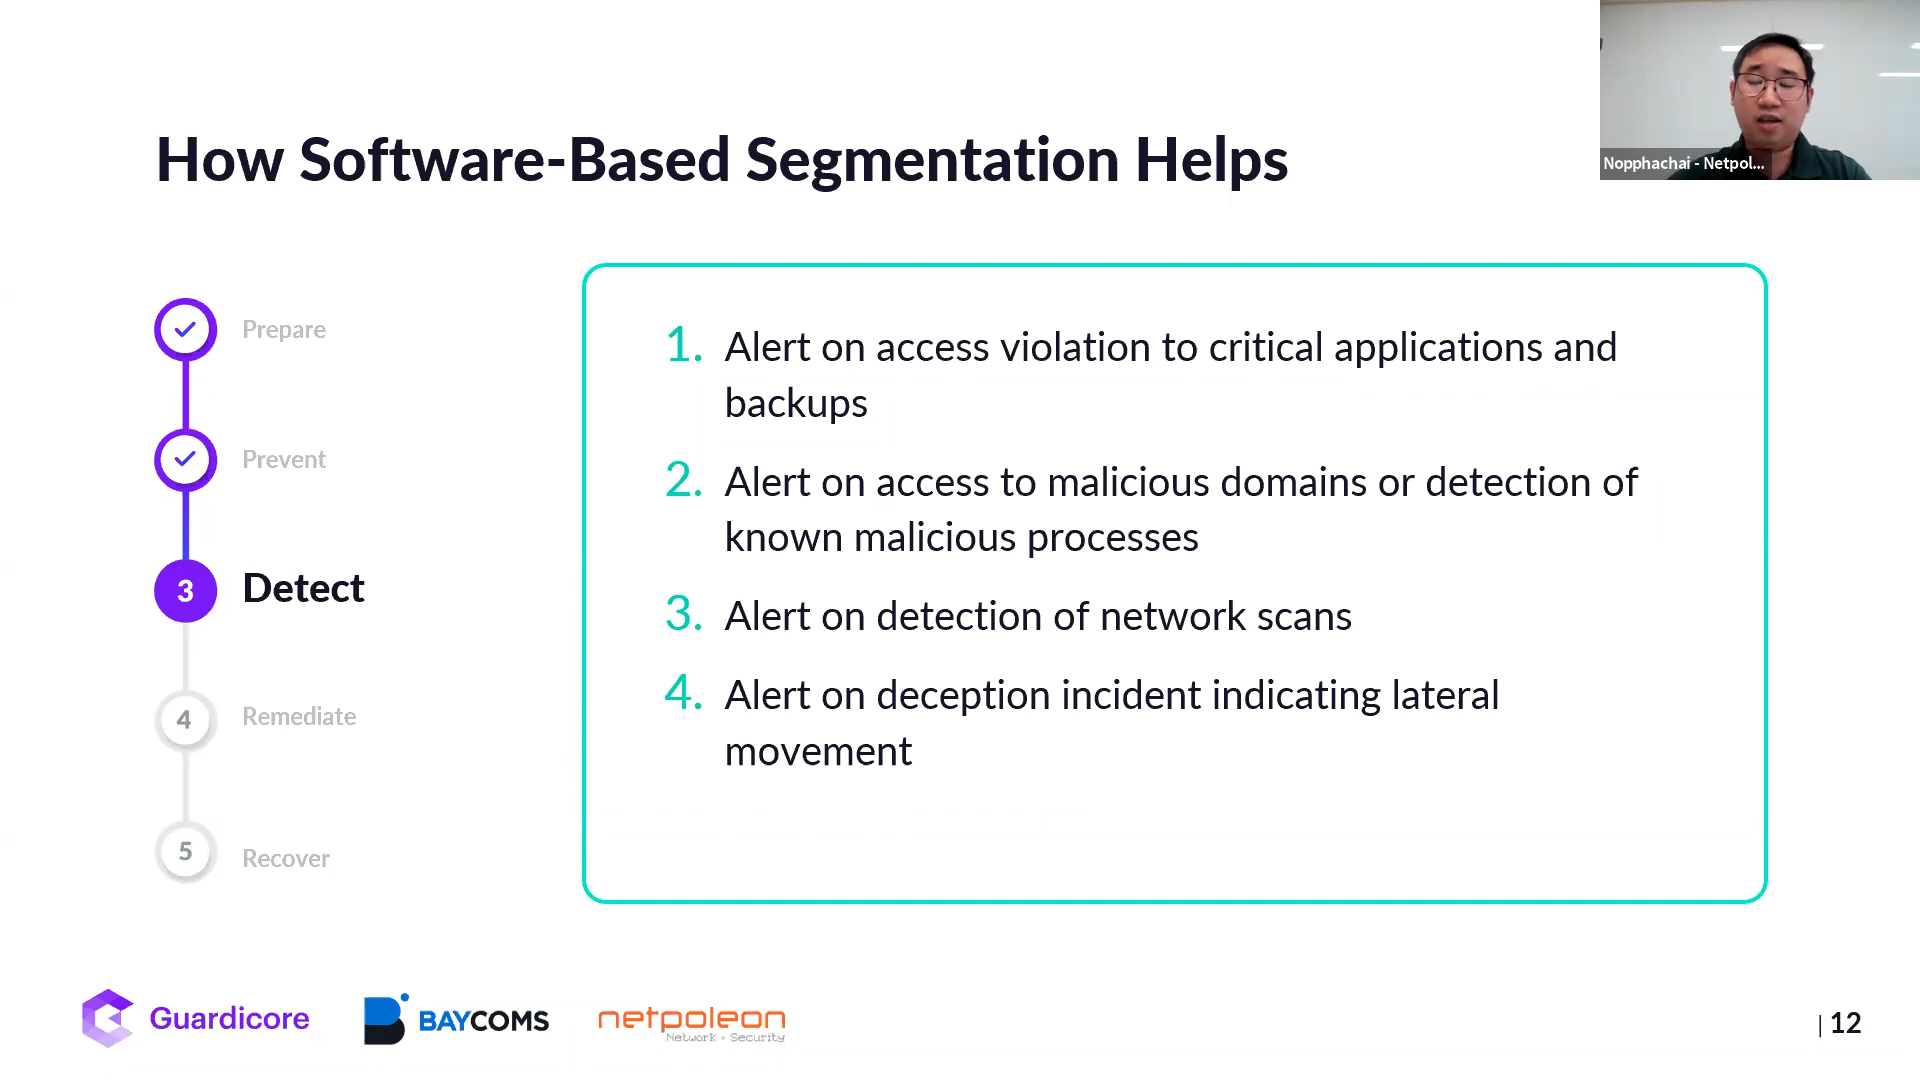 How Software-Based Segmentation Helps
Nopphachai - Netpol...
Prepare
Prevent
3
Detect
4
Remediate
5
Recover
1. Alert on access violation to critical applications and
backups
2. Alert on access to malicious domains or detection of
known malicious processes
3. Alert on detection of network scans
4. Alert on deception incident indicating lateral
movement
Guardicore
BAYCOMS
netpoleon
Network • Security
| 12